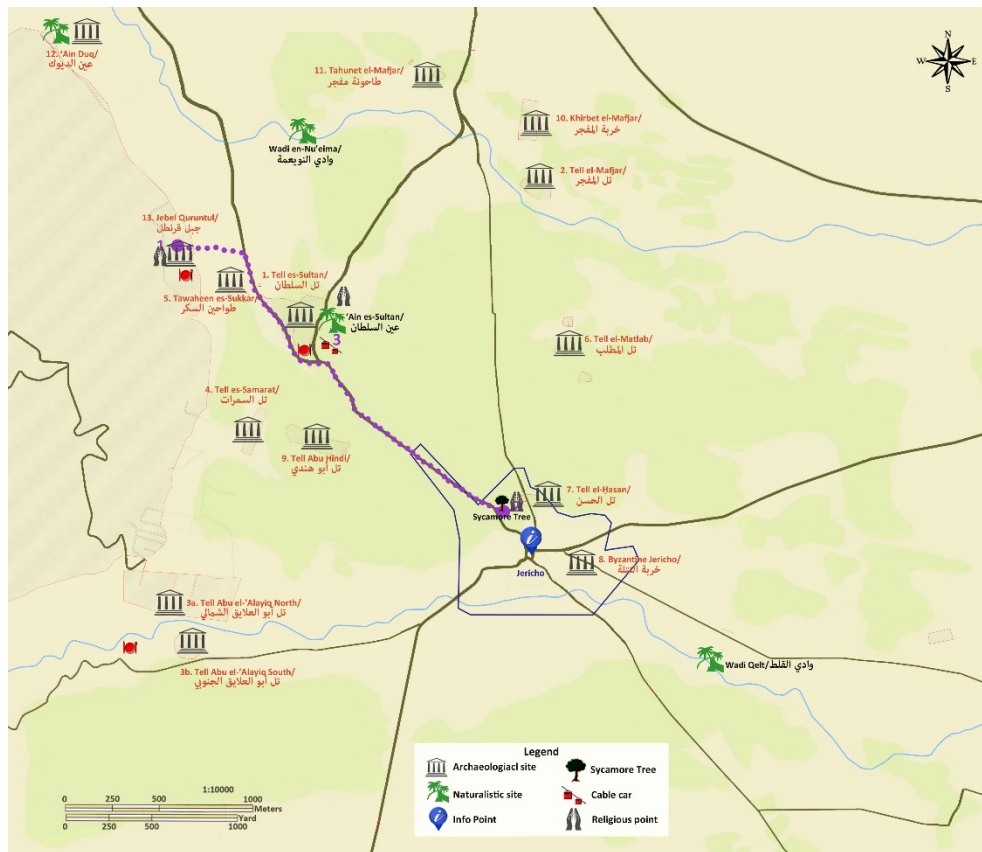 12. 'Ain Duq/
عين الديوك
11. Tahunet el-Mafjar/
طاحونة مفجر
N
W
E
S
10. Khirbet el-Mafjar/
خربة المفجر
Wadi en-Nu'eima/
وادي النويعمة
2. Tell el-Mafjar/
تل المفجر
13. Jebel Quruntul/
جبل قرنطل
1
1. Tell es-Sultan/
تل السلطان
5. Tawaheen es-Sukkar/
طواحين السكر
'Ain es-Sultan/
عين السلطان
3
6. Tell el-Matlab/
تل المطلب
4. Tell es-Samarat/
تل السمرات
9. Tell Abu Hindi/
تل أبو هندي
7. Tell el-Hasan/
تل الحسن
Sycamore Tree
i
Jericho
8. Byzantine Jericho/
خربة
3a. Tell Abu el-'Alayiq North/
تل أبو العلايق الشمالي
3b. Tell Abu el-'Alayiq South/
تل أبو العلايق الجنوبي
Wadi Qelt/وادي القلط
Legend
Archaeologiacl site
Sycamore Tree
Naturalistic site
Cable car
i
Info Point
Religious point
1:10000
0 250 500 1000
Meters
Yard
0 250 500 1000